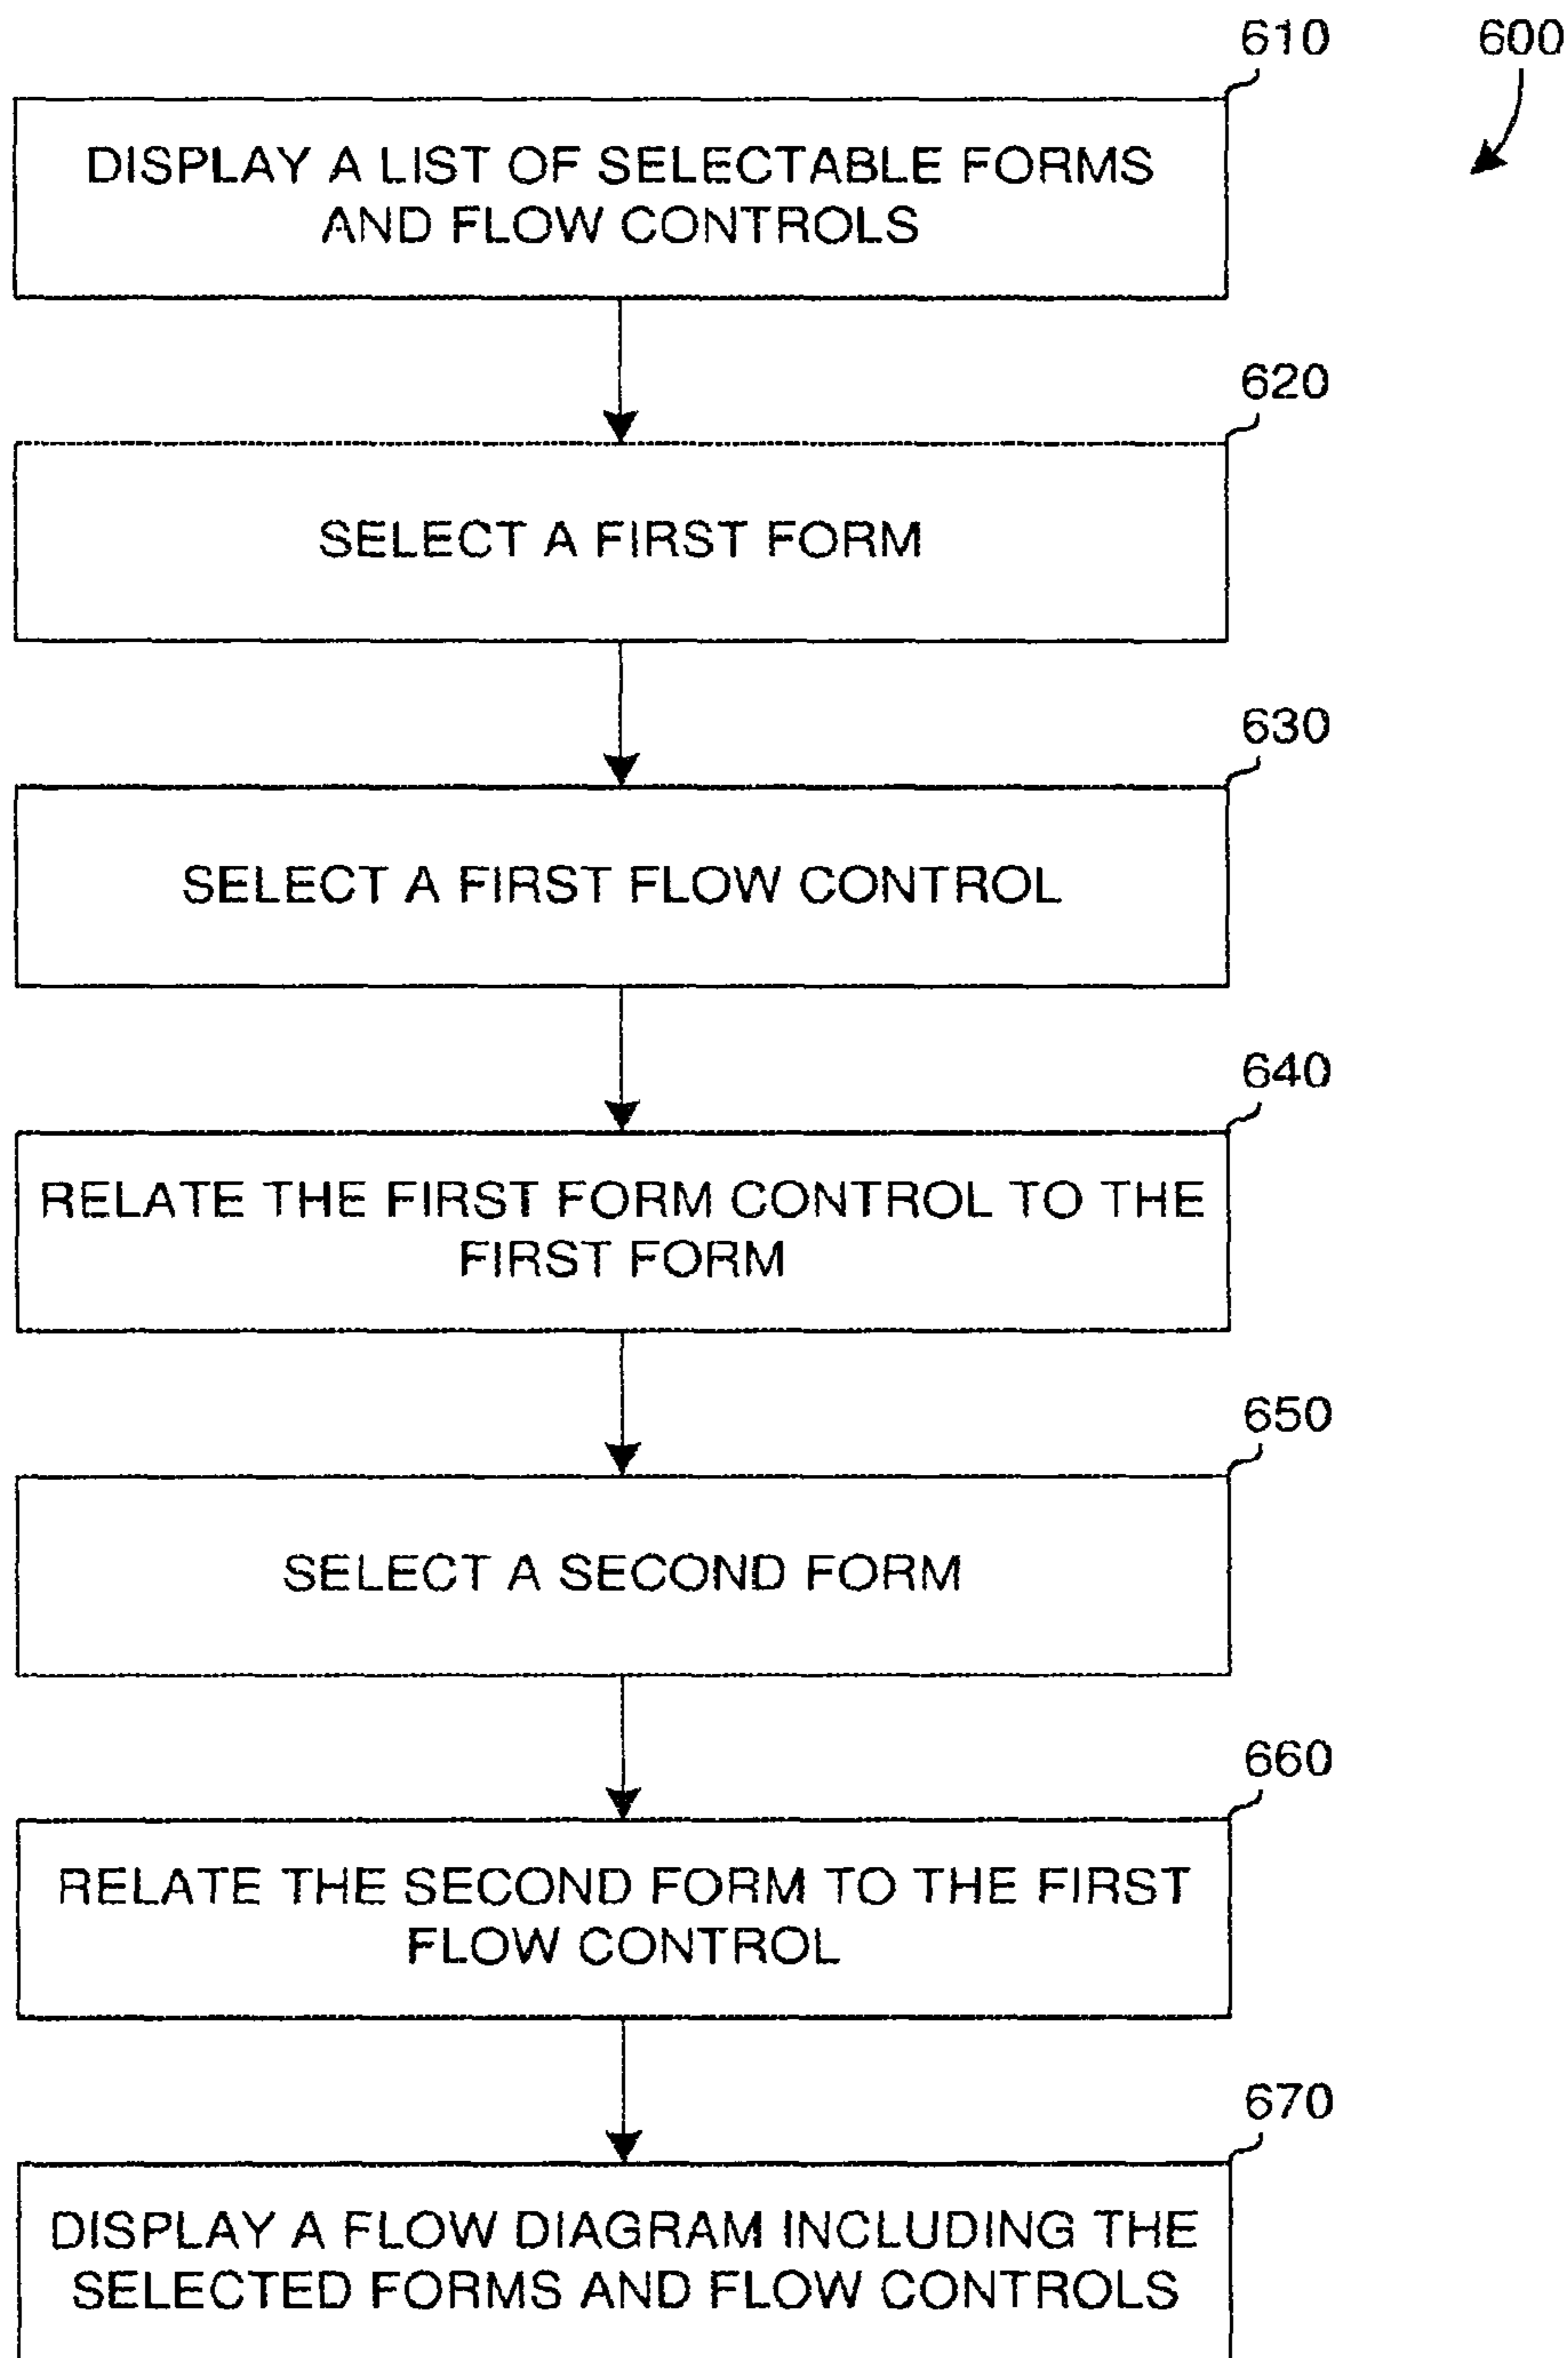 610
600
DISPLAY A LIST OF SELECTABLE FORMS
AND FLOW CONTROLS
620
SELECT A FIRST FORM
630
SELECT A FIRST FLOW CONTROL
640
RELATE THE FIRST FORM CONTROL TO THE
FIRST FORM
650
SELECT A SECOND FORM
660
RELATE THE SECOND FORM TO THE FIRST
FLOW CONTROL
670
DISPLAY A FLOW DIAGRAM INCLUDING THE
SELECTED FORMS AND FLOW CONTROLS